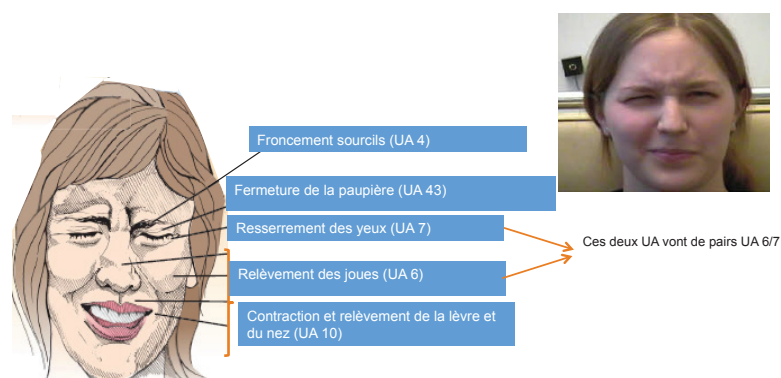 Froncement sourcils (UA 4)
Fermeture de la paupière (UA 43)
Resserrement des yeux (UA 7)
Ces deux UA vont de pairs UA 6/7
Relèvement des joues (UA 6)
Contraction et relèvement de la lèvre et
du nez (UA 10)